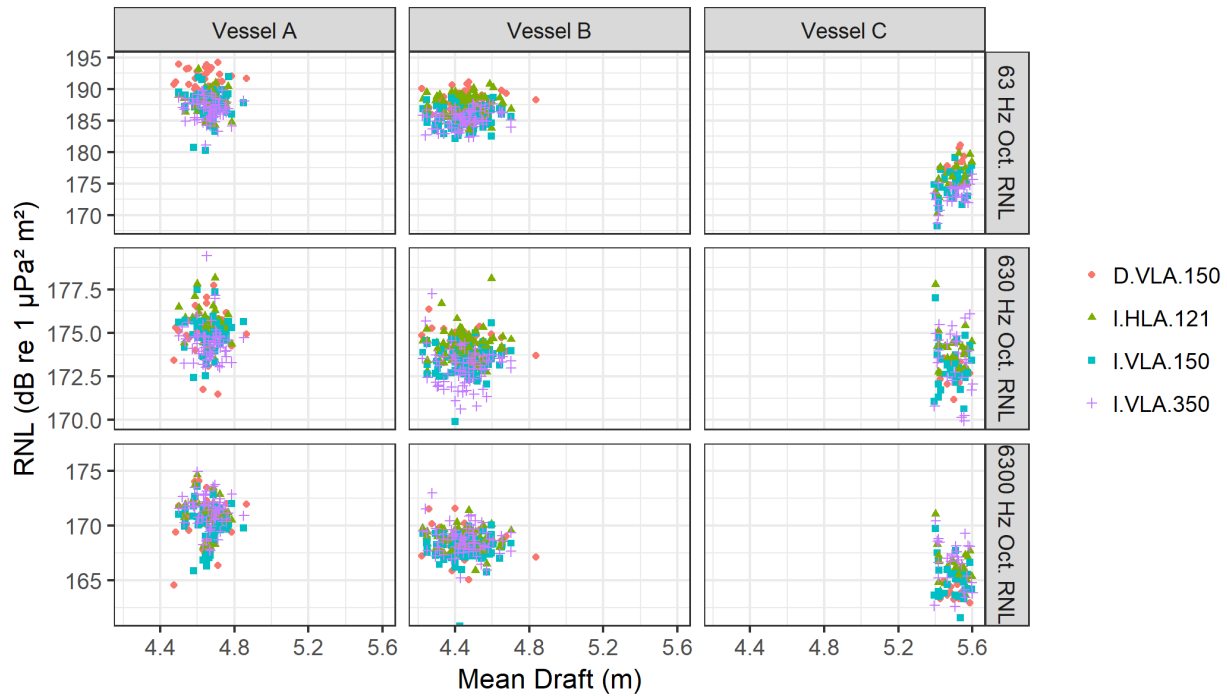 Vessel A
Vessel B
Vessel C
195
190
185
180
175
170
63 Hz Oct. RNL
177.5
175.0
172.5
170.0
630 Hz Oct. RNL
175
170
165
6300 Hz Oct. RNL
4.4 4.8 5.2 5.6
4.4 4.8 5.2 5.6
4.4 4.8 5.2 5.6
Mean Draft (m)
RNL (dB re 1 µPa² m²)
D.VLA.150
I.HLA.121
I.VLA.150
I.VLA.350